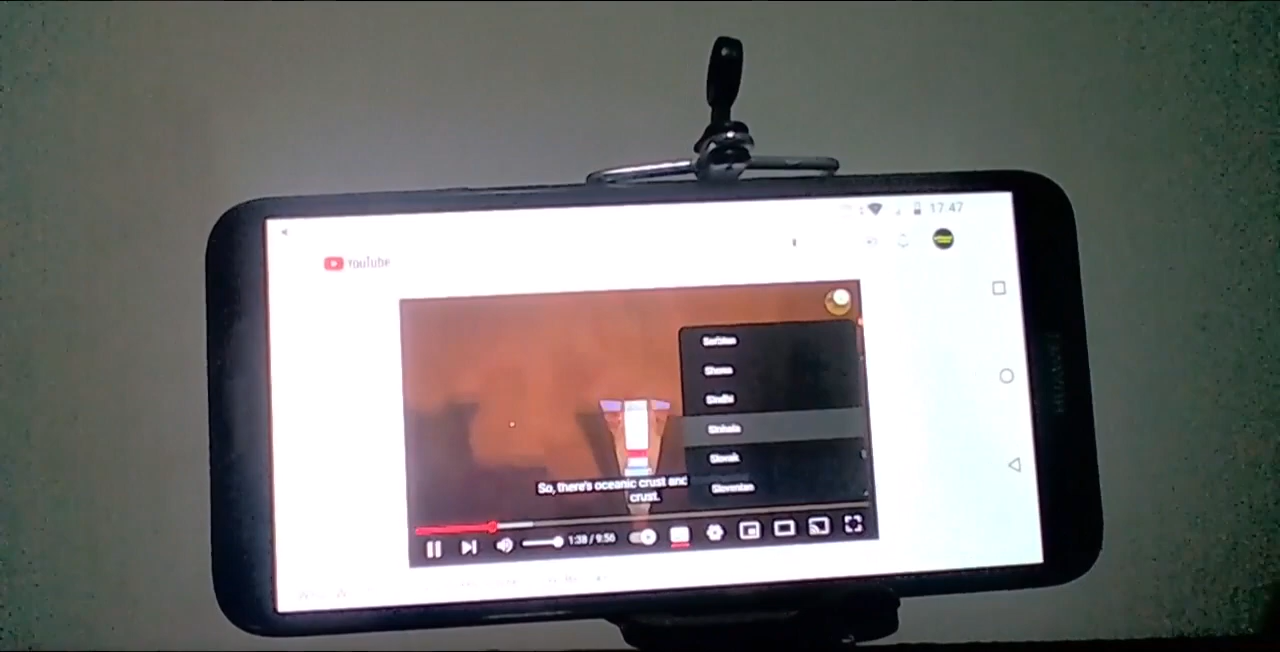 17:47
YouTube
Serbian
Shona
Sindhi
Sinhala
Slovak
Slovenian
So, there's oceanic crust and
crust.
1:38 / 9:56
HUAWEI